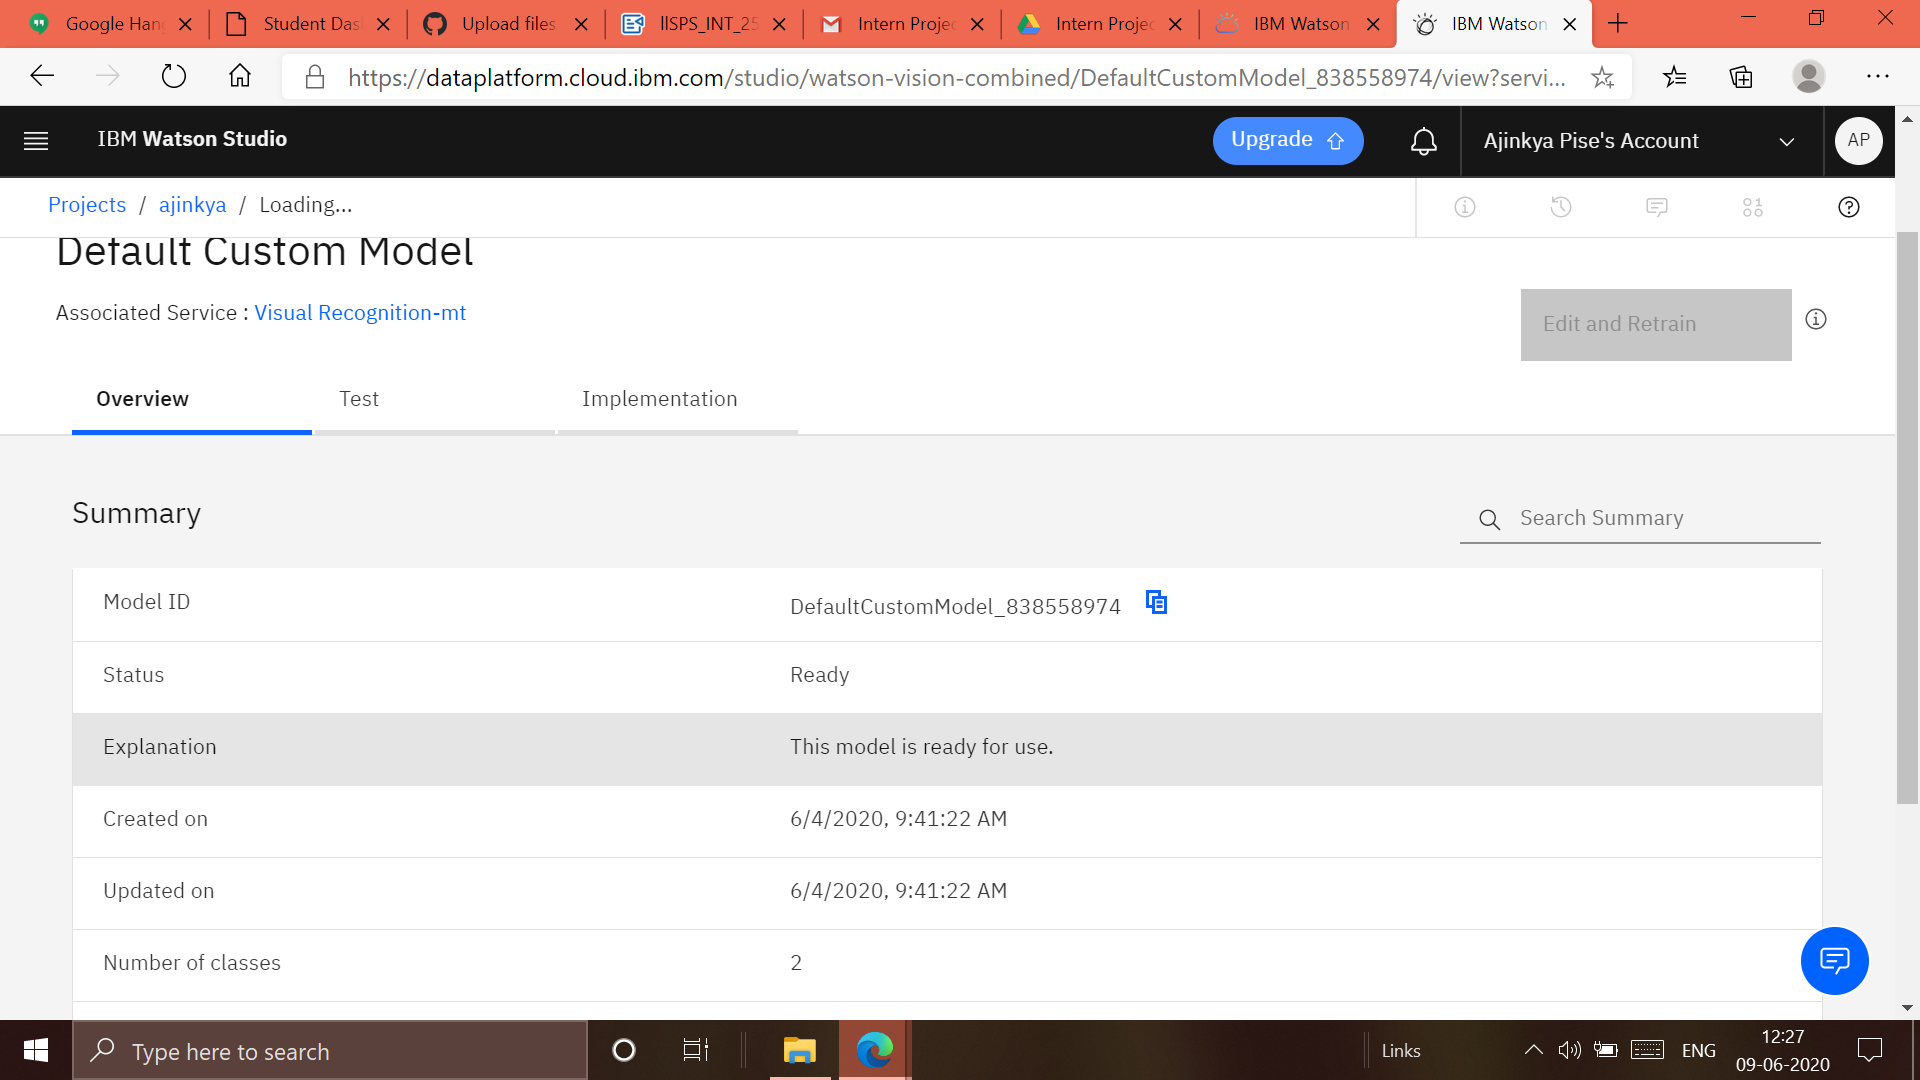 Google Han
Student Das
Upload files
llSPS_INT_25
Intern Projec
Intern Projec
IBM Watson
IBM Watson
https://dataplatform.cloud.ibm.com/studio/watson-vision-combined/DefaultCustomModel_838558974/view?servi...
IBM Watson Studio
Upgrade
Ajinkya Pise's Account
AP
Projects / ajinkya / Loading...
Default Custom Model
Associated Service : Visual Recognition-mt
Edit and Retrain
Overview
Test
Implementation
Summary
Search Summary
Model ID DefaultCustomModel_838558974
Status Ready
Explanation This model is ready for use.
Created on 6/4/2020, 9:41:22 AM
Updated on 6/4/2020, 9:41:22 AM
Number of classes 2
Type here to search
Links
ENG
12:27
09-06-2020